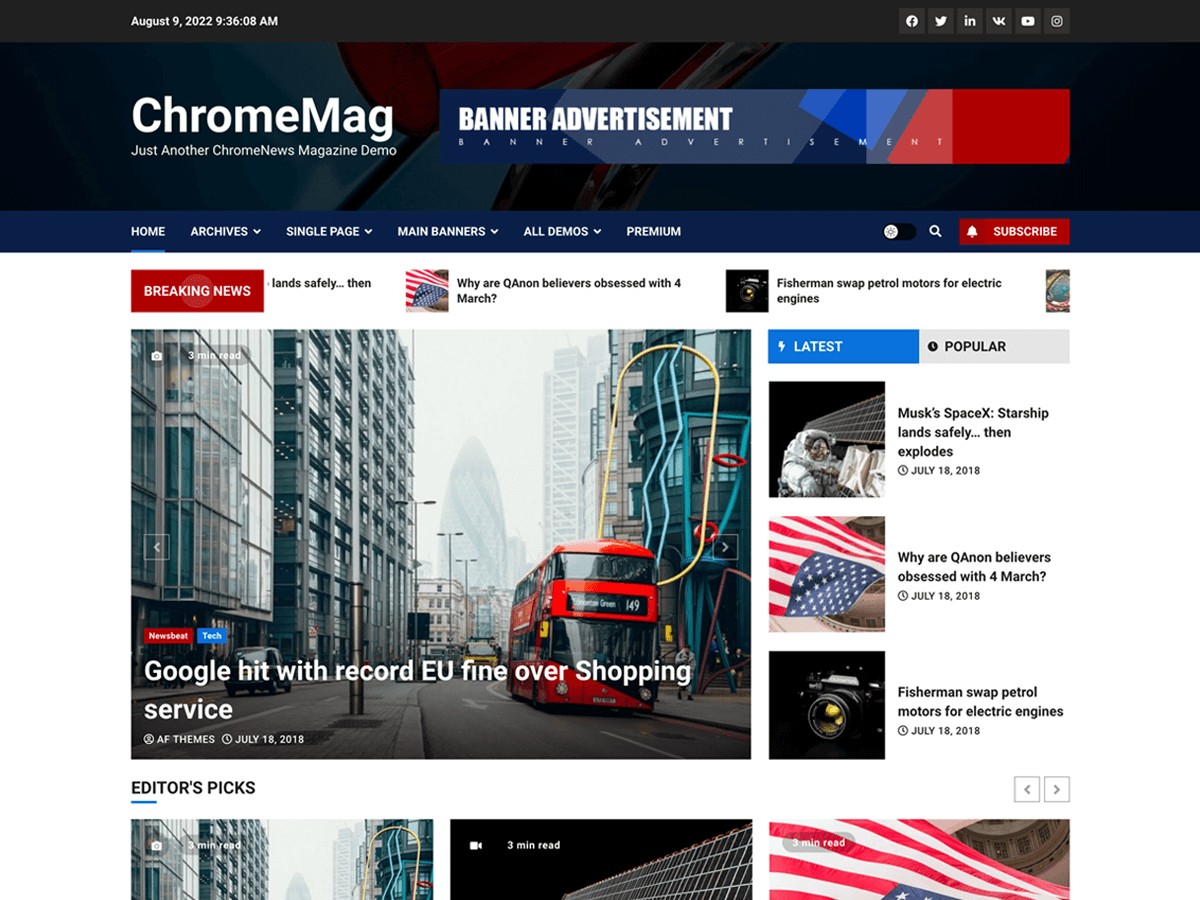 August 9, 2022 9:36:08 AM
ChromeMag
Just Another ChromeNews Magazine Demo
BANNER ADVERTISEMENT
BANNER ADVERTISEMENT
HOME ARCHIVES SINGLE PAGE MAIN BANNERS ALL DEMOS PREMIUM SUBSCRIBE
BREAKING NEWS
lands safely… then
Why are QAnon believers obsessed with 4
March?
Fisherman swap petrol motors for electric
engines
3 min read
Edmonton Green 149
Newsbeat Tech
Google hit with record EU fine over Shopping
service
AF THEMES JULY 18, 2018
LATEST POPULAR
Musk’s SpaceX: Starship
lands safely… then
explodes
JULY 18, 2018
Why are QAnon believers
obsessed with 4 March?
JULY 18, 2018
Fisherman swap petrol
motors for electric engines
JULY 18, 2018
EDITOR'S PICKS
3 min read
3 min read
3 min read